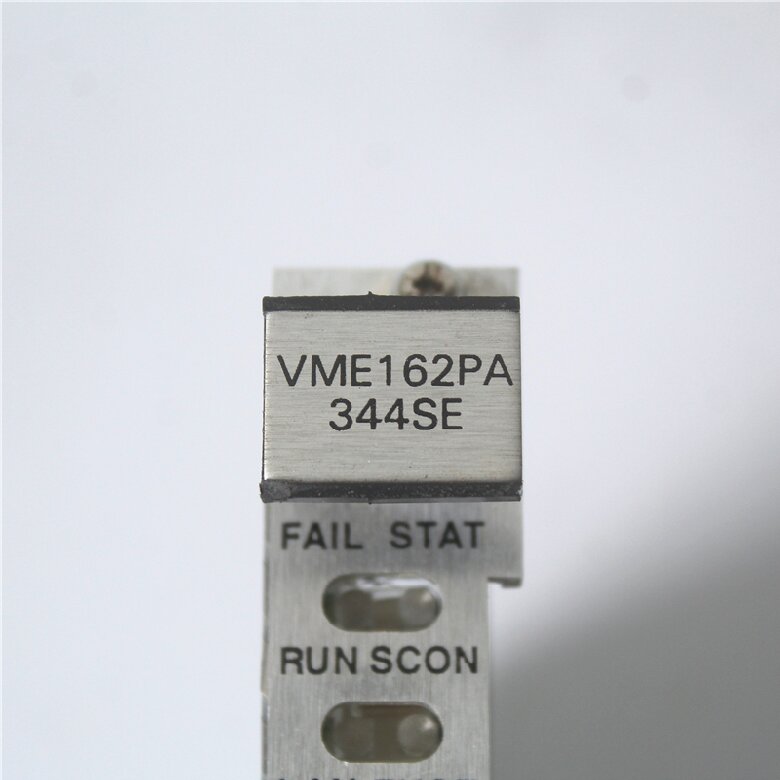 VME162PA
344SE
FAIL STAT
RUN SCON